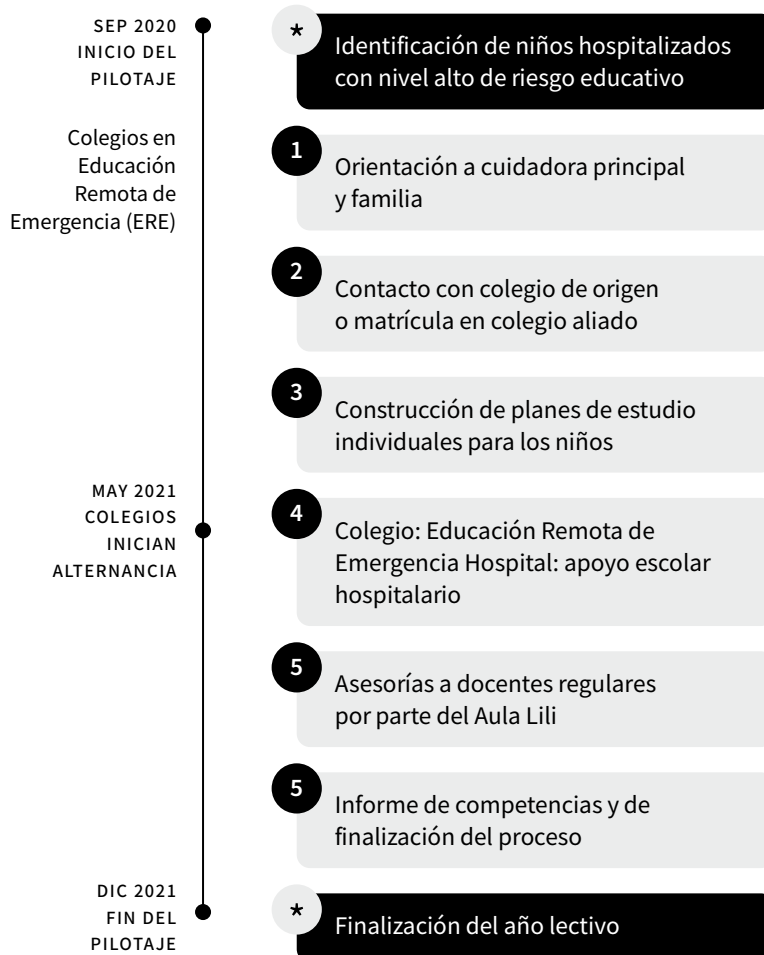 SEP 2020
INICIO DEL
PILOTAJE
*
Identificación de niños hospitalizados
con nivel alto de riesgo educativo
Colegios en
Educación
Remota de
Emergencia (ERE)
1
Orientación a cuidadora principal
y familia
2
Contacto con colegio de origen
o matrícula en colegio aliado
3
Construcción de planes de estudio
individuales para los niños
MAY 2021
COLEGIOS
INICIAN
ALTERNANCIA
4
Colegio: Educación Remota de
Emergencia Hospital: apoyo escolar
hospitalario
5
Asesorías a docentes regulares
por parte del Aula Lili
5
Informe de competencias y de
finalización del proceso
DIC 2021
FIN DEL
PILOTAJE
*
Finalización del año lectivo